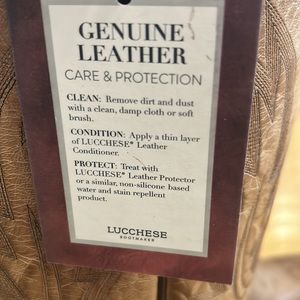 GENUINE
LEATHER
CARE & PROTECTION
CLEAN: Remove dirt and dust
with a clean, damp cloth or soft
brush.
CONDITION: Apply a thin layer
of LUCCHESE® Leather
Conditioner.
PROTECT: Treat with
LUCCHESE® Leather Protector
or a similar, non-silicone based
water and stain repellent
product.
LUCCHESE
BOOTMAKER